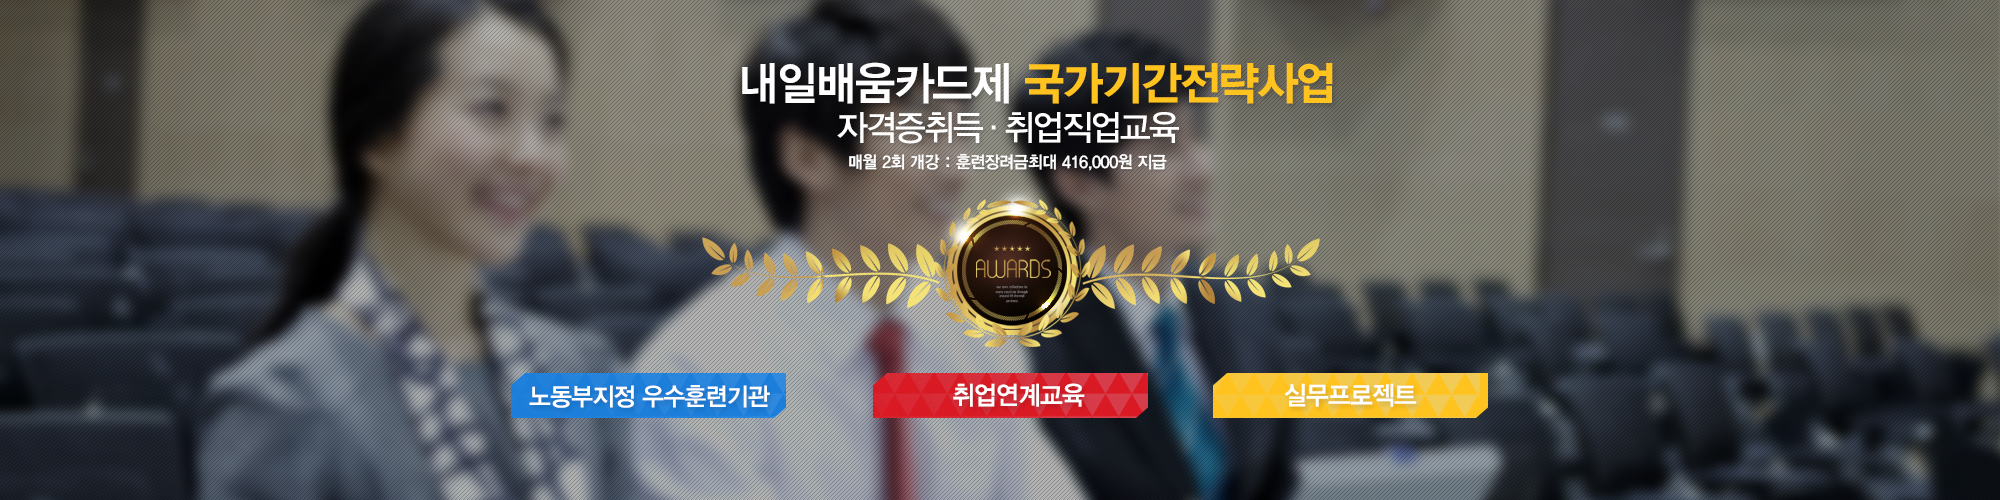 내일배움카드제 국가기간전략사업
자격증취득 · 취업직업교육
매월 2회 개강 : 훈련장려금최대 416,000원 지급
★★★★★
AWARDS
노동부지정 우수훈련기관
취업연계교육
실무프로젝트